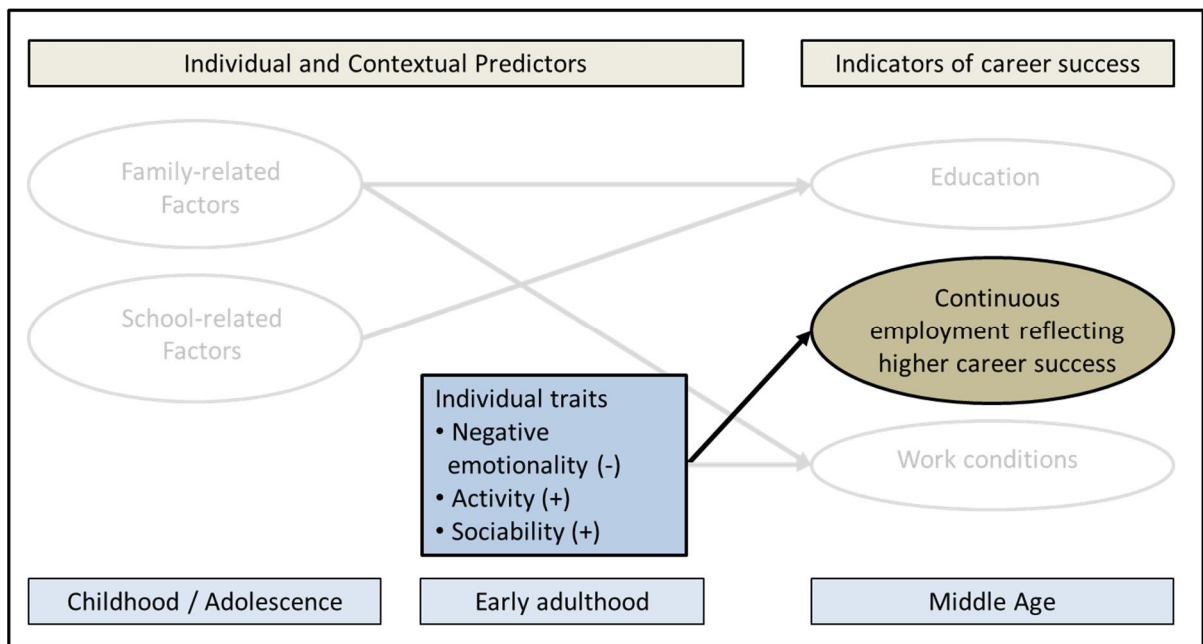 Individual and Contextual Predictors
Indicators of career success
Family-related
Factors
Education
School-related
Factors
Continuous
employment reflecting
higher career success
Individual traits
• Negative
emotionality (-)
• Activity (+)
• Sociability (+)
Work conditions
Childhood / Adolescence
Early adulthood
Middle Age